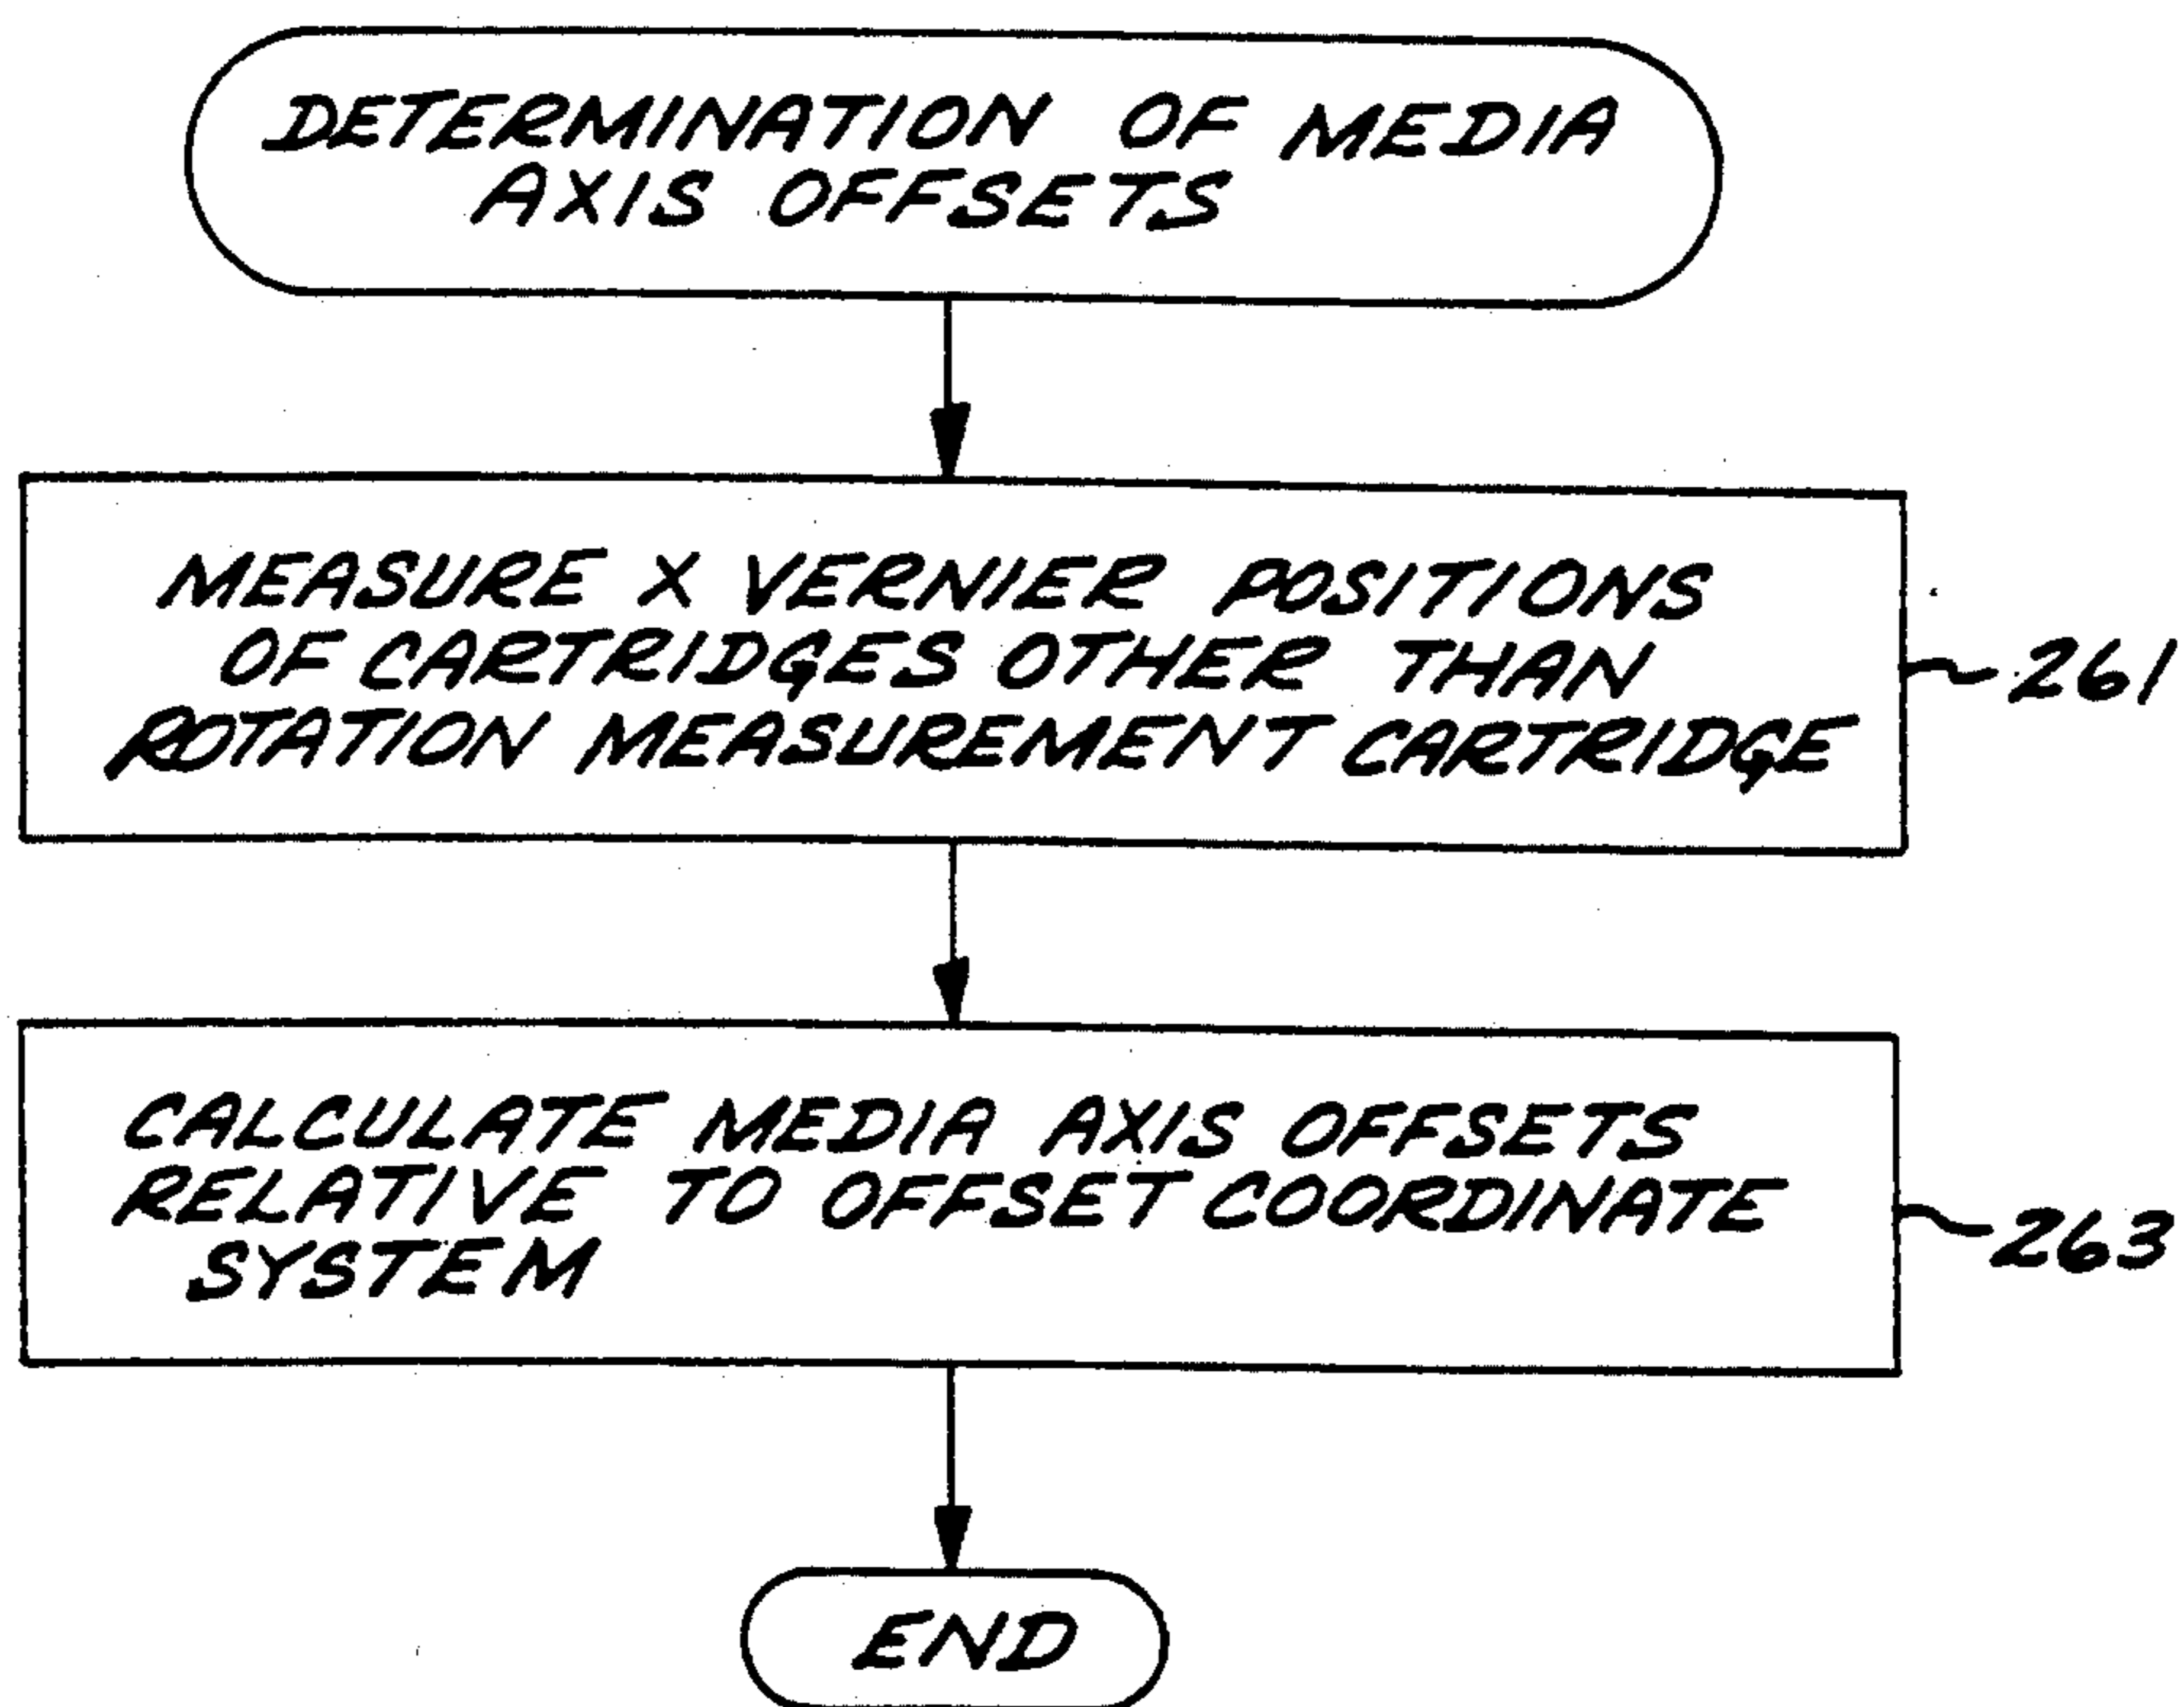 DETERMINATION OF MEDIA
AXIS OFFSETS
MEASURE X VERNIER POSITIONS
OF CARTRIDGES OTHER THAN
ROTATION MEASUREMENT CARTRIDGE
261
CALCULATE MEDIA AXIS OFFSETS
RELATIVE TO OFFSET COORDINATE
SYSTEM
263
END